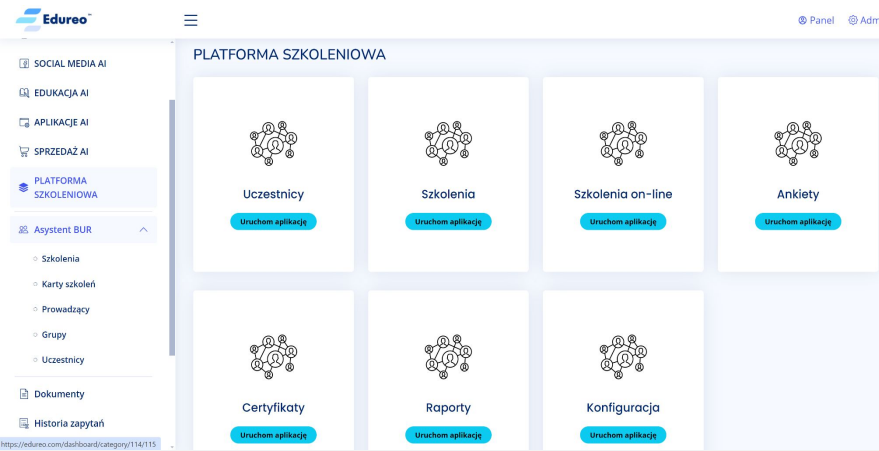 Edureo™
Panel
Adm
PLATFORMA SZKOLENIOWA
SOCIAL MEDIA AI
EDUKACJA AI
APLIKACJE AI
SPRZEDAŻ AI
PLATFORMA
SZKOLENIOWA
Asystent BUR
Szkolenia
Karty szkoleń
Prowadzący
Grupy
Uczestnicy
Dokumenty
Historia zapytań
https://edureo.com/dashboard/category/114/115
Uczestnicy
Uruchom aplikację
Szkolenia
Uruchom aplikację
Szkolenia on-line
Uruchom aplikację
Ankiety
Uruchom aplikację
Certyfikaty
Uruchom aplikację
Raporty
Uruchom aplikację
Konfiguracja
Uruchom aplikację